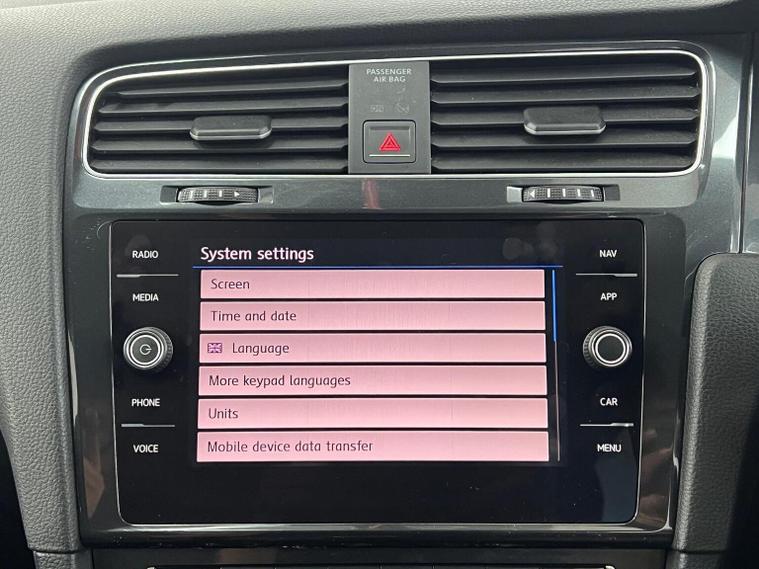 PASSENGER
AIR BAG
System settings
RADIO
NAV
Screen
MEDIA
APP
Time and date
Language
More keypad languages
PHONE
CAR
Units
VOICE
MENU
Mobile device data transfer